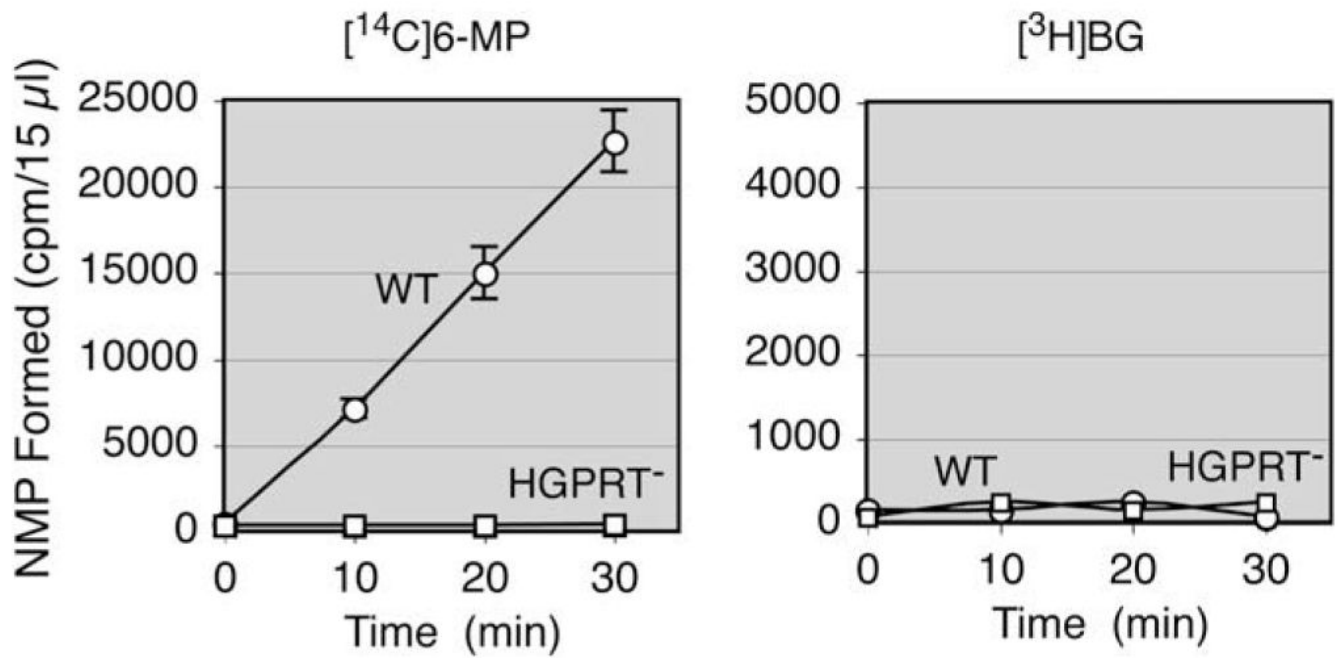 [¹⁴C]6-MP
NMP Formed (cpm/15 µl)
25000
20000
15000
10000
5000
0
WT
HGPRT⁻
0 10 20 30
Time (min)
[³H]BG
5000
4000
3000
2000
1000
0
WT HGPRT⁻
0 10 20 30
Time (min)